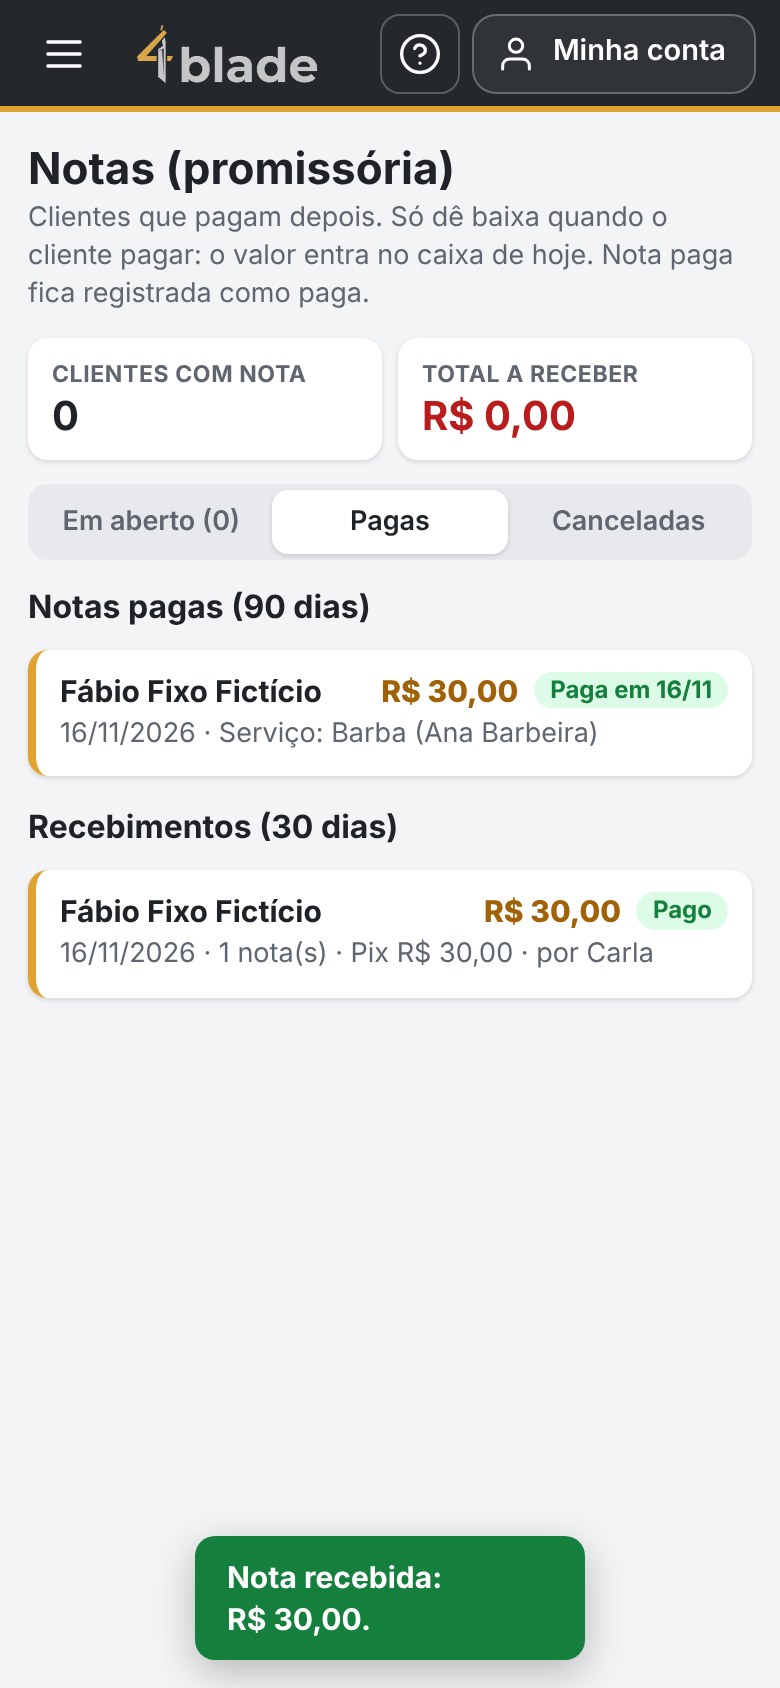 4blade
Minha conta
Notas (promissória)
Clientes que pagam depois. Só dê baixa quando o
cliente pagar: o valor entra no caixa de hoje. Nota paga
fica registrada como paga.
CLIENTES COM NOTA
0
TOTAL A RECEBER
R$ 0,00
Em aberto (0)
Pagas
Canceladas
Notas pagas (90 dias)
Fábio Fixo Fictício R$ 30,00 Paga em 16/11
16/11/2026 · Serviço: Barba (Ana Barbeira)
Recebimentos (30 dias)
Fábio Fixo Fictício R$ 30,00 Pago
16/11/2026 · 1 nota(s) · Pix R$ 30,00 · por Carla
Nota recebida:
R$ 30,00.